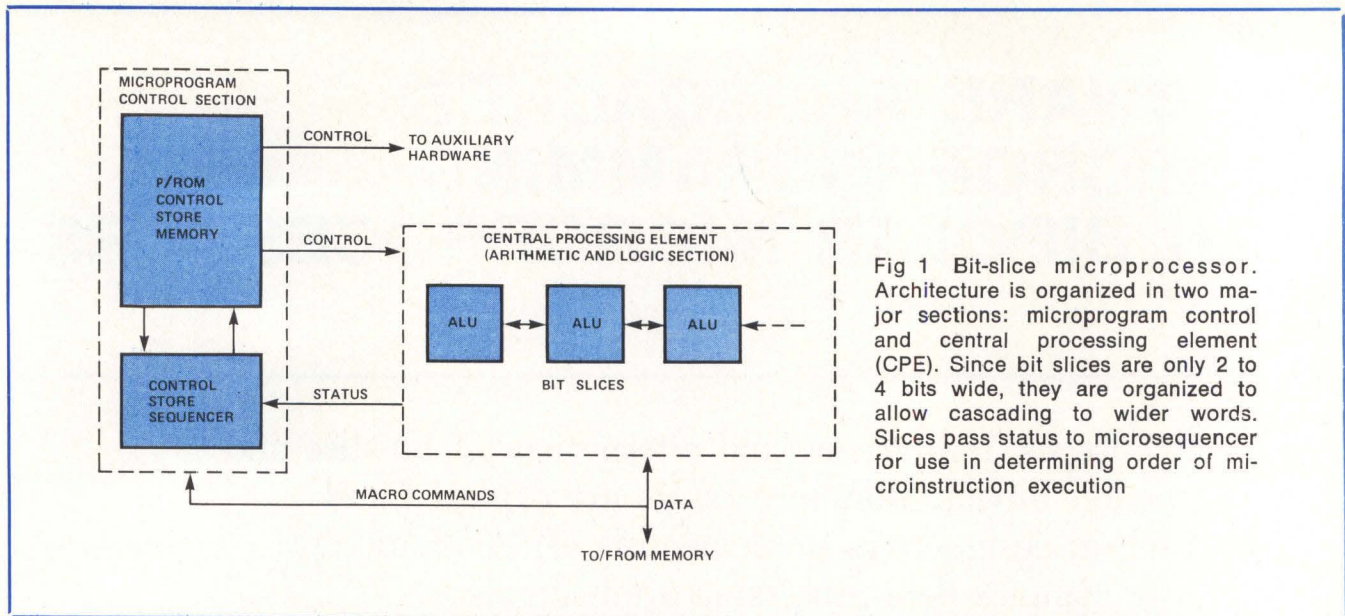 MICROPROGRAM
CONTROL SECTION
P/ROM
CONTROL
STORE
MEMORY
CONTROL
TO AUXILIARY
HARDWARE
CONTROL
CENTRAL PROCESSING ELEMENT
(ARITHMETIC AND LOGIC SECTION)
ALU
ALU
ALU
BIT SLICES
CONTROL
STORE
SEQUENCER
STATUS
MACRO COMMANDS
DATA
TO/FROM MEMORY
Fig 1 Bit-slice microprocessor.
Architecture is organized in two ma-
jor sections: microprogram control
and central processing element
(CPE). Since bit slices are only 2 to
4 bits wide, they are organized to
allow cascading to wider words.
Slices pass status to microsequencer
for use in determining order of mi-
croinstruction execution